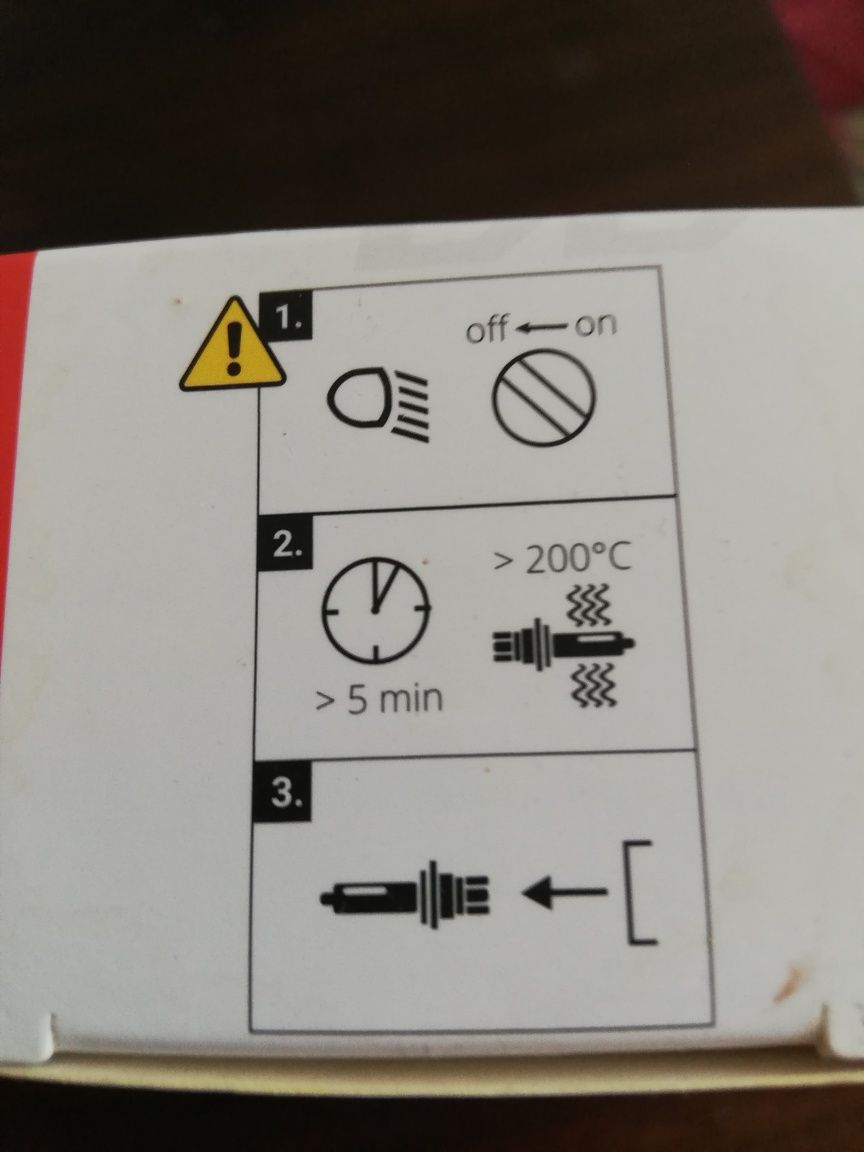 1.
off on
2.
> 200°C
> 5 min
3.